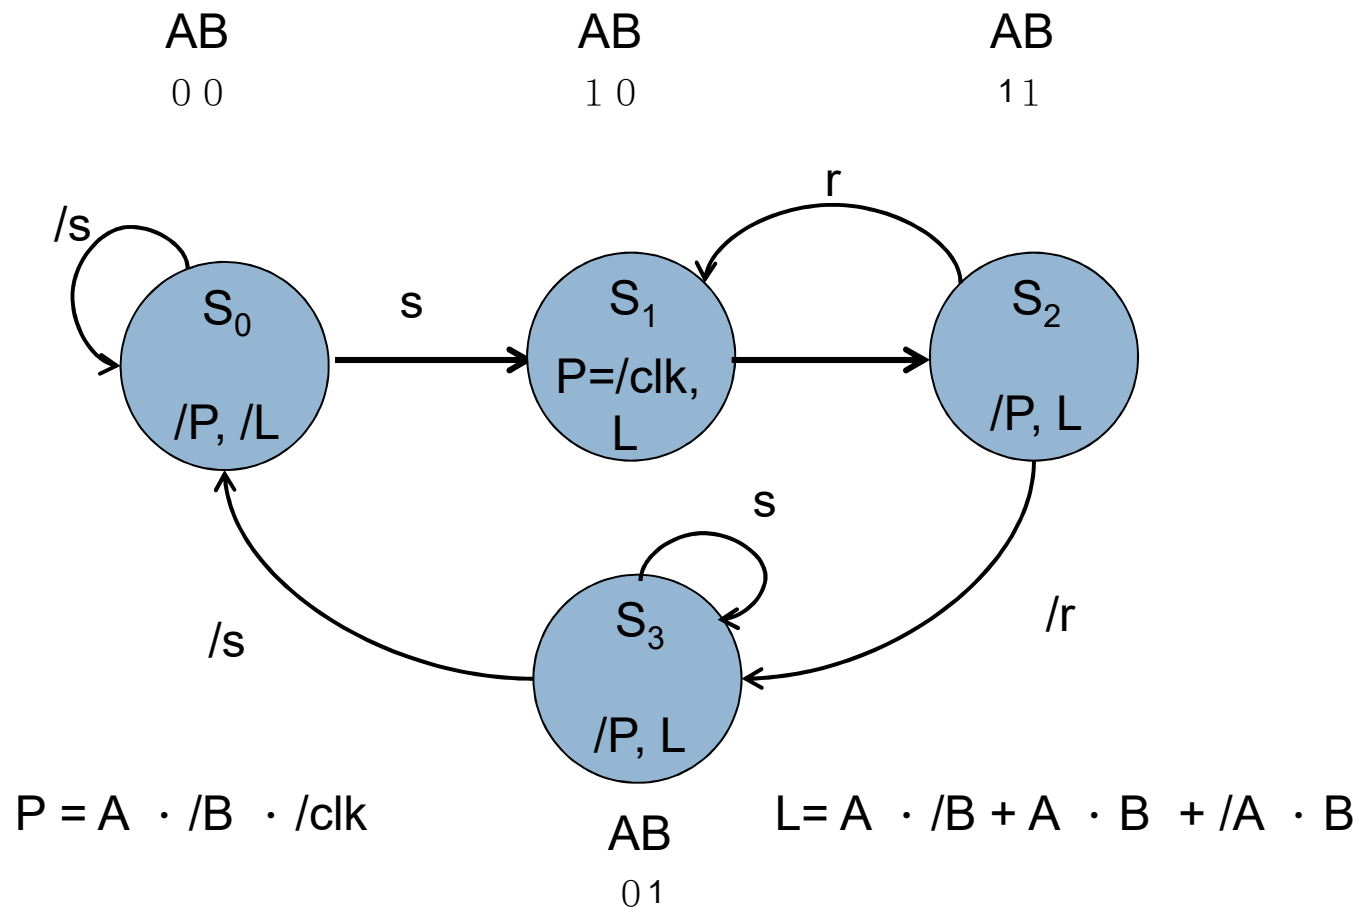 AB AB AB
0 0 1 0 1 1
r
/s
S₀ s S₁ S₂
P=/clk,
/P, /L L /P, L
s
S₃ /r
/s
/P, L
P = A · /B · /clk L= A · /B + A · B + /A · B
AB
0 1